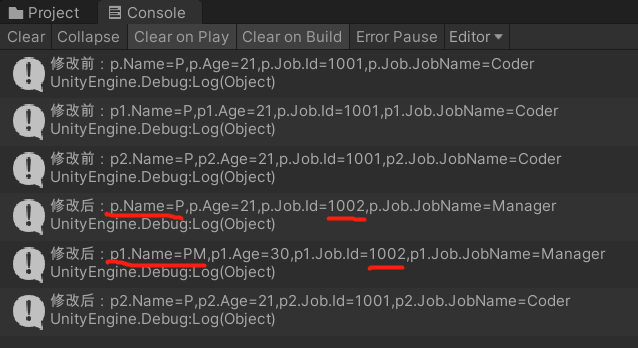 Project Console
Clear Collapse Clear on Play Clear on Build Error Pause Editor
修改前：p.Name=P,p.Age=21,p.Job.Id=1001,p.Job.JobName=Coder
UnityEngine.Debug:Log(Object)
修改前：p1.Name=P,p1.Age=21,p1.Job.Id=1001,p1.Job.JobName=Coder
UnityEngine.Debug:Log(Object)
修改前：p2.Name=P,p2.Age=21,p2.Job.Id=1001,p2.Job.JobName=Coder
UnityEngine.Debug:Log(Object)
修改后：p.Name=P,p.Age=21,p.Job.Id=1002,p.Job.JobName=Manager
UnityEngine.Debug:Log(Object)
修改后：p1.Name=PM,p1.Age=30,p1.Job.Id=1002,p1.Job.JobName=Manager
UnityEngine.Debug:Log(Object)
修改后：p2.Name=P,p2.Age=21,p2.Job.Id=1001,p2.Job.JobName=Coder
UnityEngine.Debug:Log(Object)